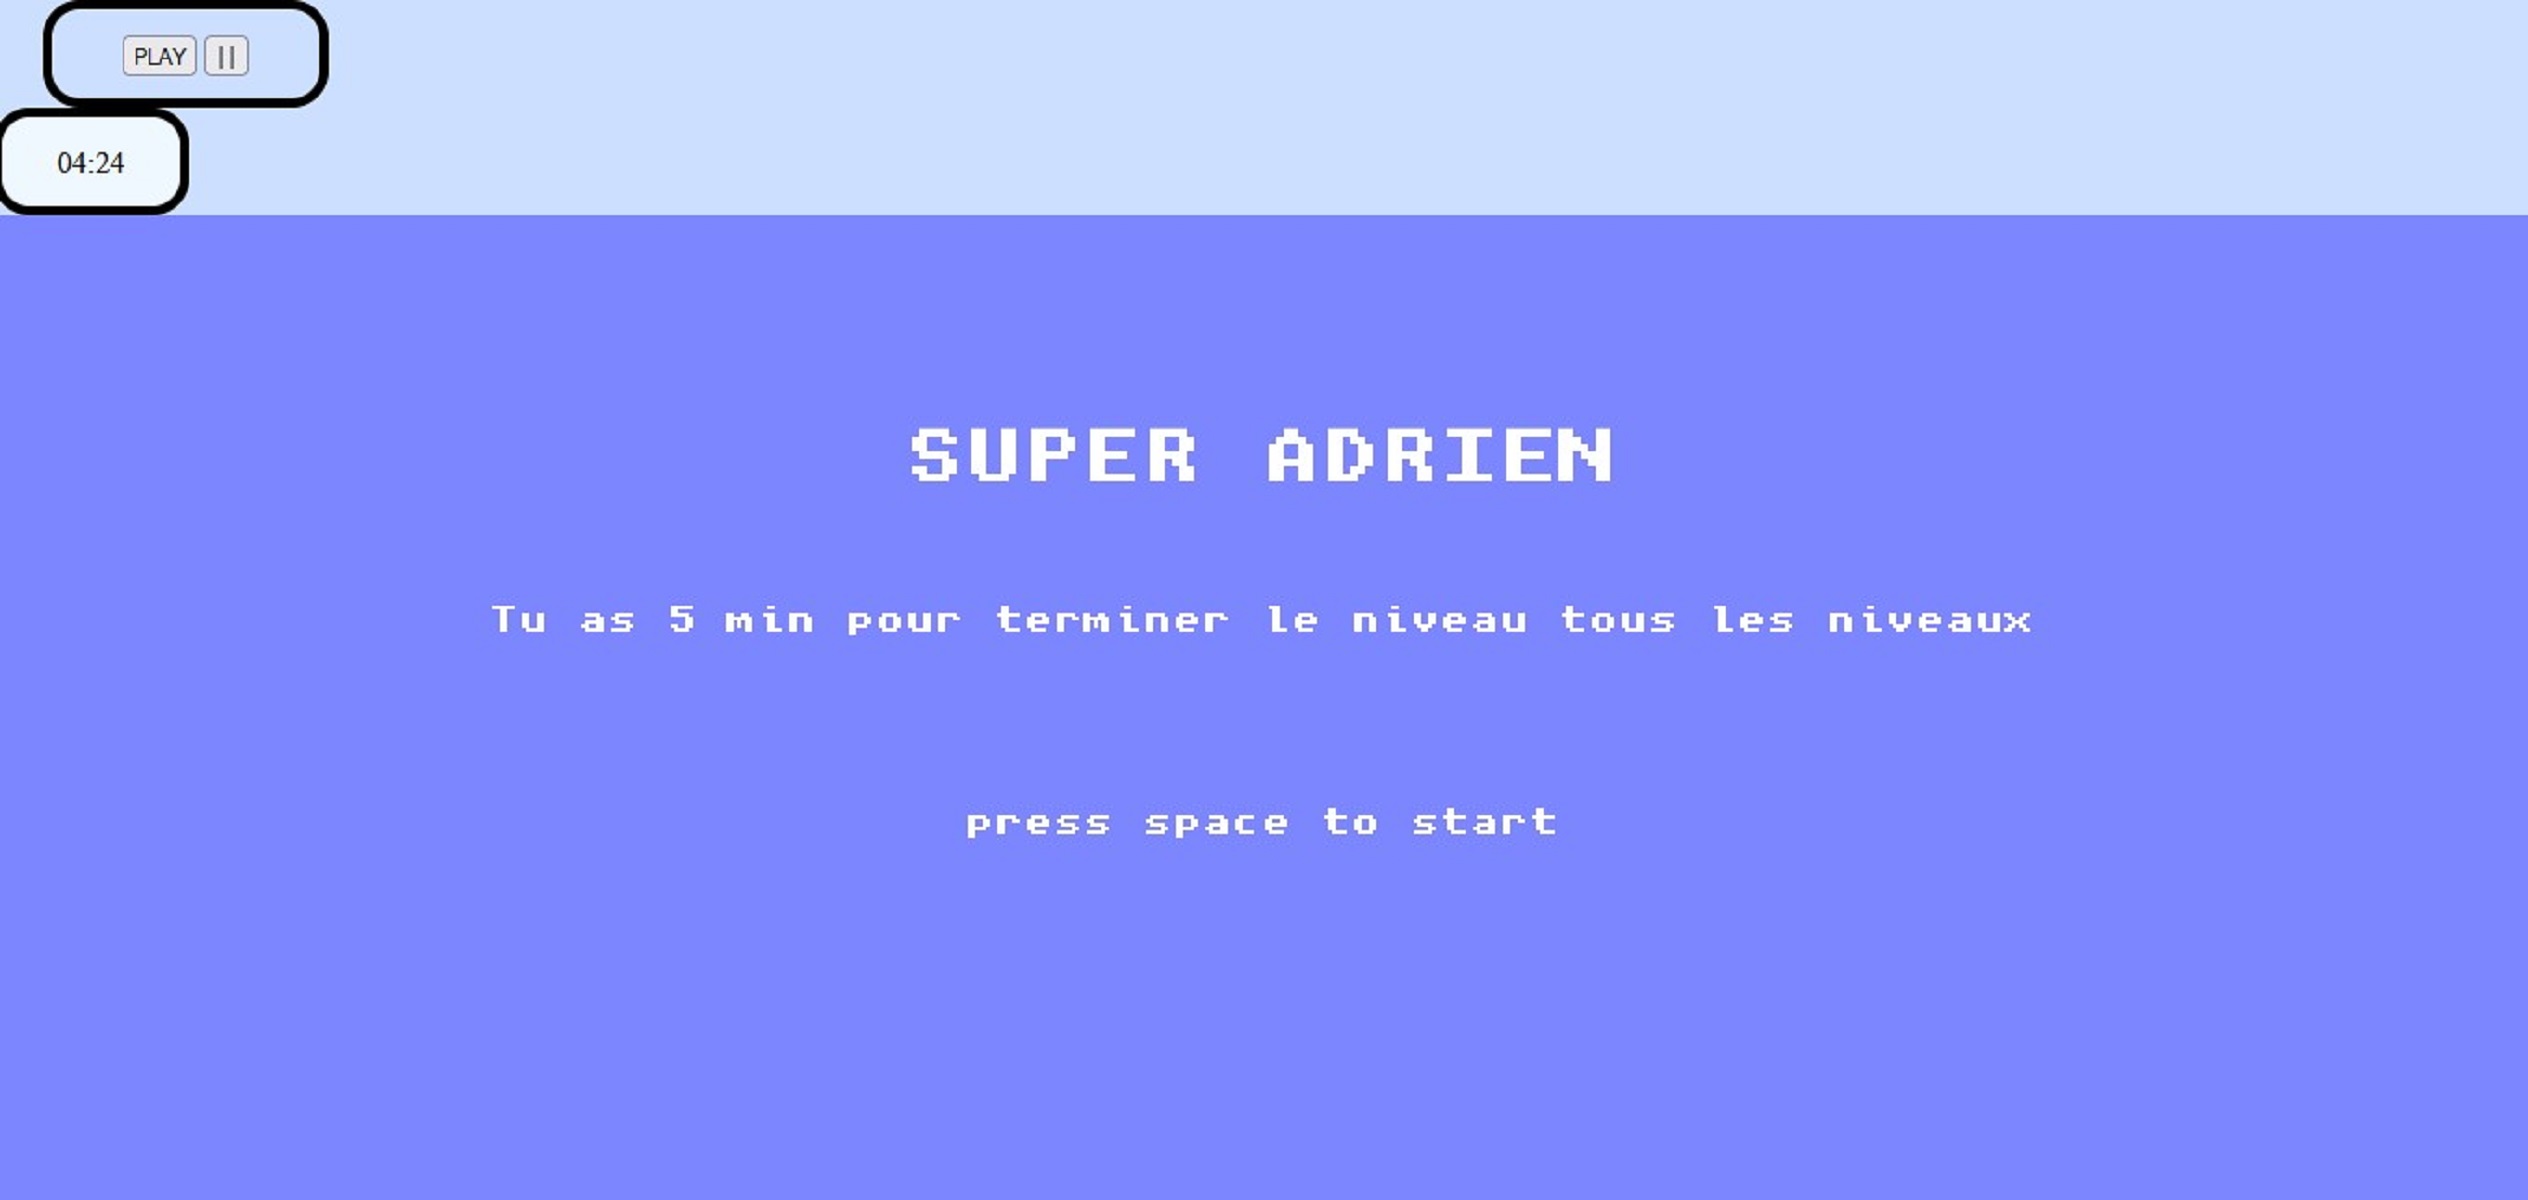 PLAY ||
04:24
SUPER ADRIEN
Tu as 5 min pour terminer le niveau tous les niveaux
press space to start